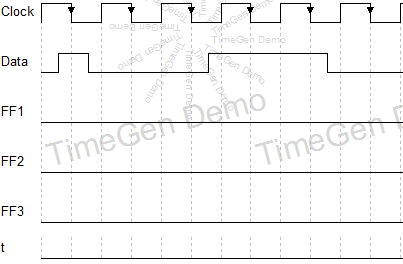 Clock
TimeGen Demo
Data
FF1
TimeGen Demo
TimeGen Demo
FF2
FF3
t